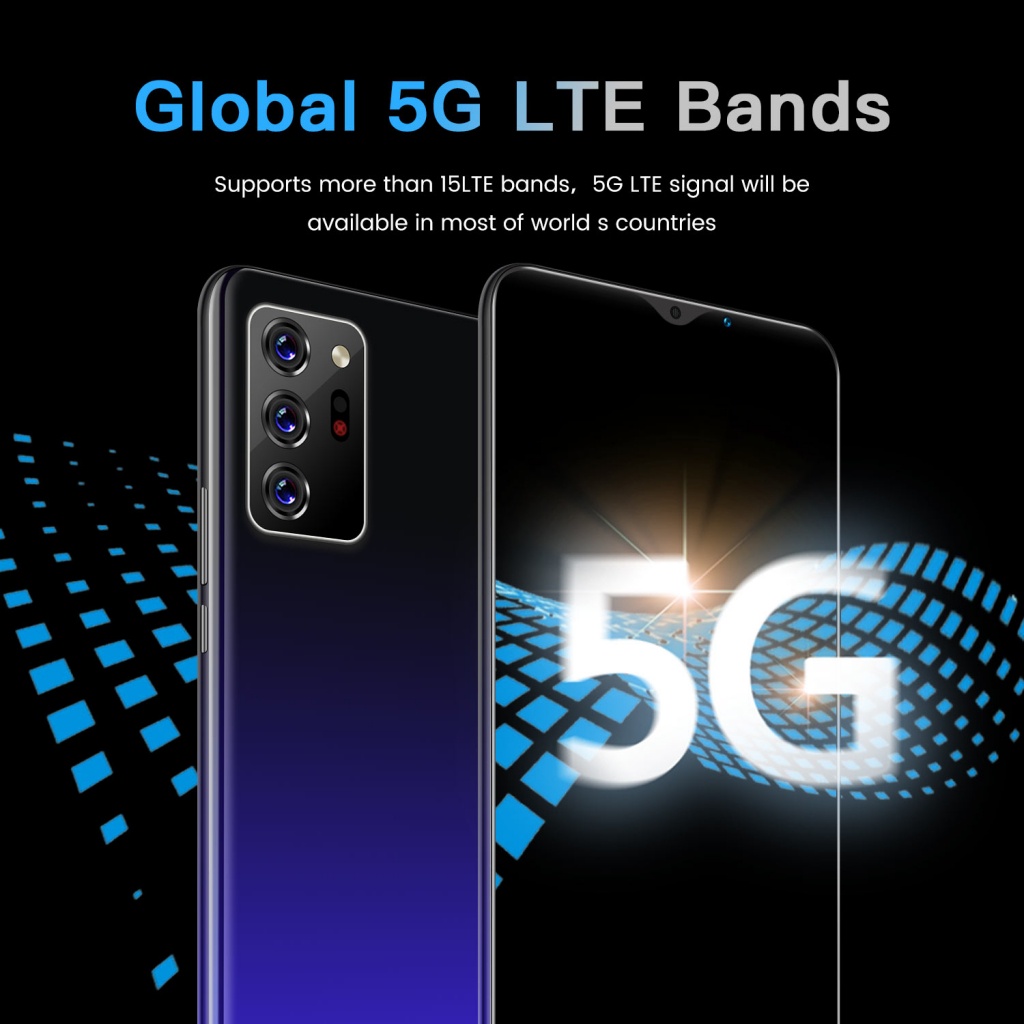 Global 5G LTE Bands
Supports more than 15LTE bands, 5G LTE signal will be
available in most of world s countries
5G